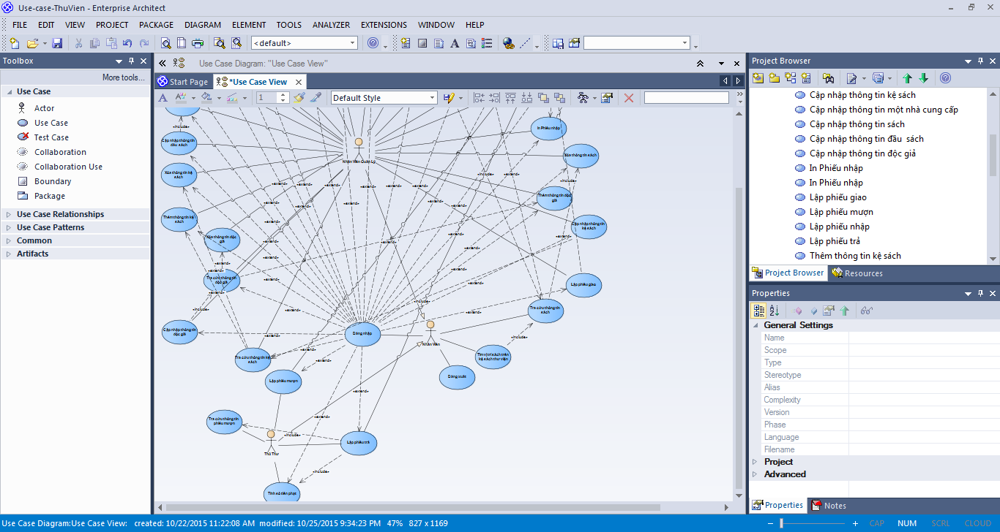 Use-case-ThuVien - Enterprise Architect
FILE EDIT VIEW PROJECT PACKAGE DIAGRAM ELEMENT TOOLS ANALYZER EXTENSIONS WINDOW HELP
<default>
Toolbox
More tools...
Use Case
Actor
Use Case
Test Case
Collaboration
Collaboration Use
Boundary
Package
Use Case Relationships
Use Case Patterns
Common
Artifacts
Use Case Diagram: "Use Case View"
Start Page
*Use Case View
1
Default Style
«include»
Cập nhập thông tin
đầu sách
Xóa thông tin kệ
sách
Thêm thông tin kệ
sách
Xóa thông tin độc
giả
Tra cứu thông tin
độc giả
Cập nhập thông tin
độc giả
Tra cứu thông tin kệ
sách
Lập phiếu mượn
Tra cứu thông tin
phiếu mượn
Thủ Thư
Tính số tiền phạt
Lập phiếu trả
Đăng nhập
Nhân Viên Quản Lý
Nhân Viên
Đăng xuất
Tìm vị trí sách trên
kệ sách thư viện
Tra cứu thông tin
sách
Lập phiếu giao
Cập nhập thông tin
kệ sách
Thêm thông tin độc
giả
Xóa thông tin sách
In Phiếu nhập
«extend»
«include»
Project Browser
Cập nhập thông tin kệ sách
Cập nhập thông tin một nhà cung cấp
Cập nhập thông tin sách
Cập nhập thông tin đầu  sách
Cập nhập thông tin độc giả
In Phiếu nhập
In Phiếu nhập
Lập phiếu giao
Lập phiếu mượn
Lập phiếu nhập
Lập phiếu trả
Thêm thông tin kệ sách
Project Browser
Resources
Properties
General Settings
Name
Scope
Type
Stereotype
Alias
Complexity
Version
Phase
Language
Filename
Project
Advanced
Properties
Notes
Use Case Diagram:Use Case View: created: 10/22/2015 11:22:08 AM modified: 10/25/2015 9:34:23 PM 47% 827 x 1169
CAP NUM SCRL CLOUD